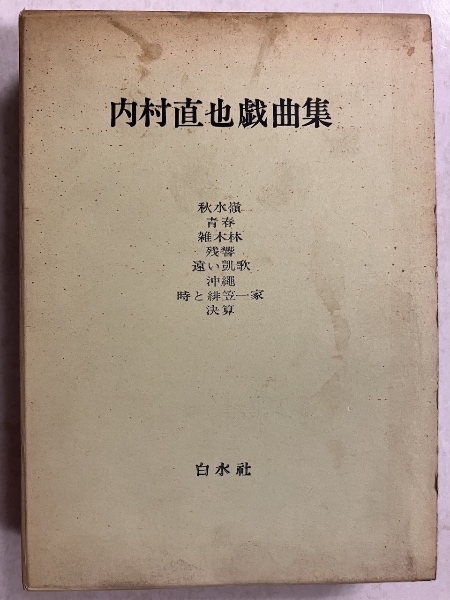 内村直也戯曲集
秋水嶺
青春
雑木林
残響
遠い凱歌
沖縄
時と緋笠一家
決算
白水社